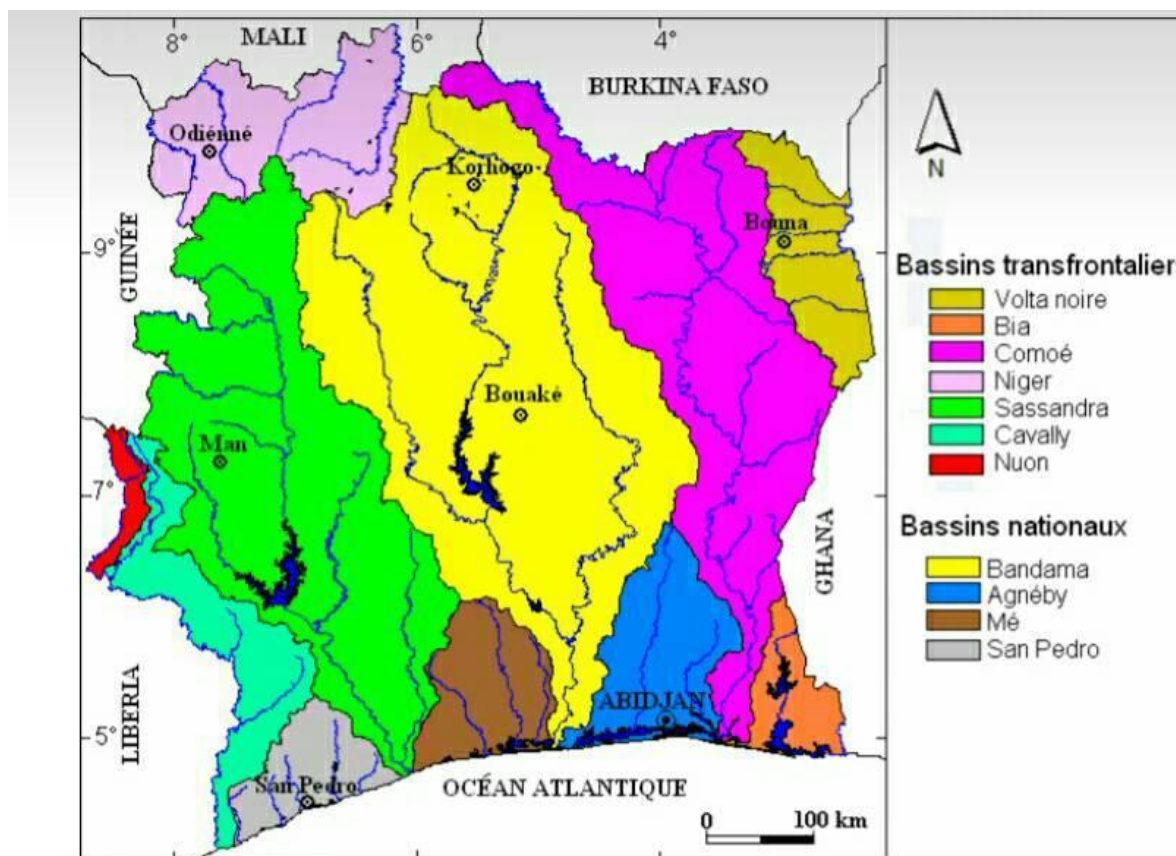 8°
6°
4°
MALI
BURKINA FASO
Odiénné
Korhogo
N
GUINÉE
9°
Bouna
Bassins transfrontalier
Volta noire
Bia
Comoé
Niger
Sassandra
Cavally
Nuon
Bouaké
Man
7°
GHANA
Bassins nationaux
Bandama
Agnéby
Mé
San Pedro
LIBERIA
ABIDJAN
5°
San Pedro
OCÉAN ATLANTIQUE
0 100 km